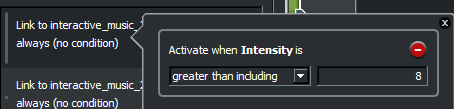 Link to interactive_music_
always (no condition)
Link to interactive_music_
always (no condition)
Activate when Intensity is
greater than including
8